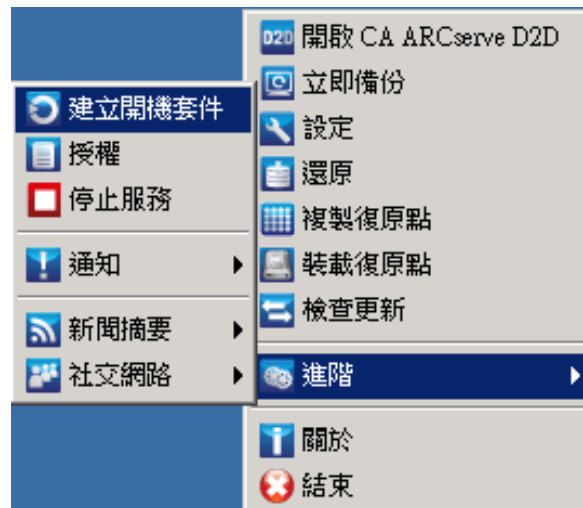 開啟 CA ARCserve D2D
立即備份
設定
還原
複製復原點
裝載復原點
檢查更新
進階
關於
結束
建立開機套件
授權
停止服務
通知
新聞摘要
社交網路